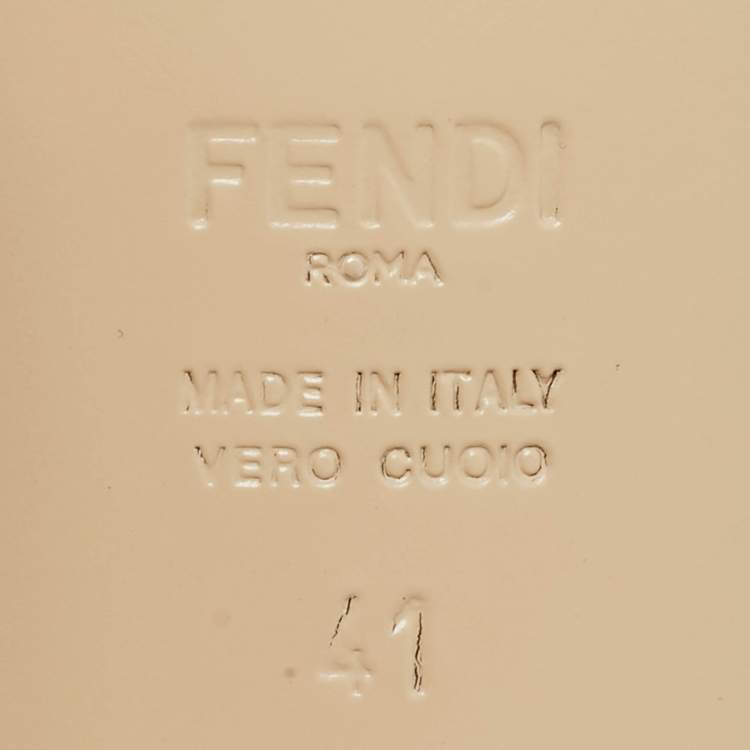 FENDI
ROMA
MADE IN ITALY
VERO CUOIO
41